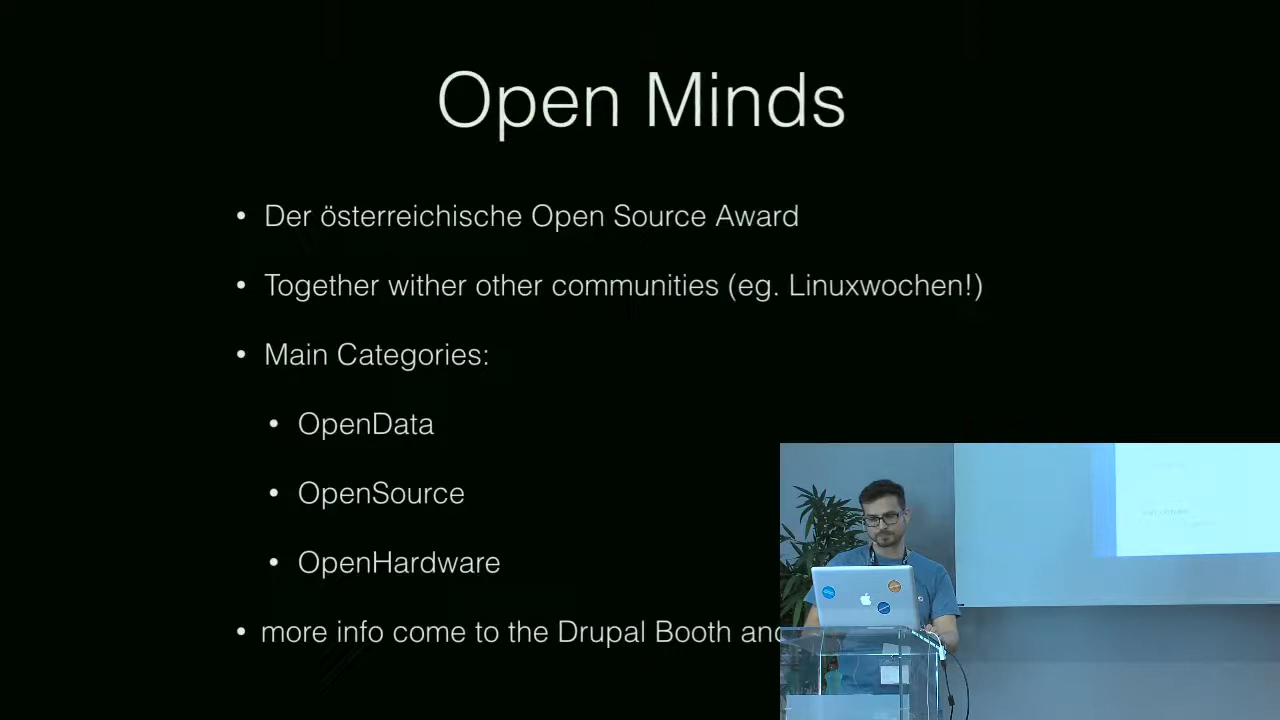 Open Minds
• Der österreichische Open Source Award
• Together wither other communities (eg. Linuxwochen!)
• Main Categories:
• OpenData
• OpenSource
• OpenHardware
• more info come to the Drupal Booth and